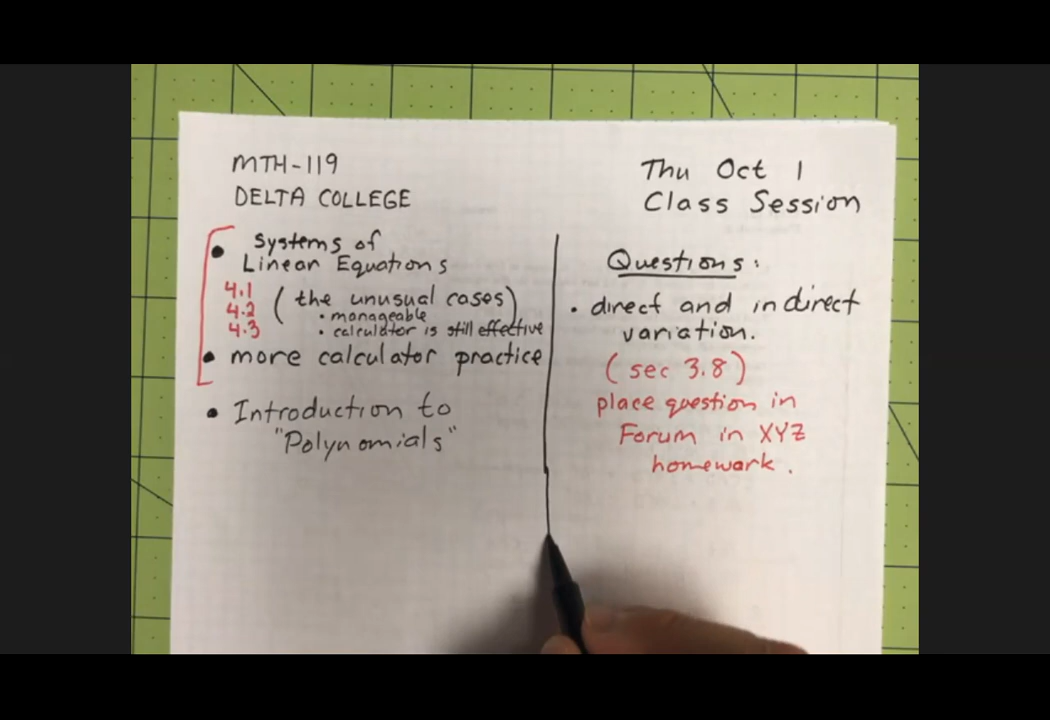 MTH-119
DELTA COLLEGE
Thu Oct 1
Class Session
• Systems of
Linear Equations
4.1
4.2
4.3
(the unusual cases)
• manageable
• calculator is still effective
• more calculator practice
• Introduction to
"Polynomials"
Questions:
• direct and indirect
variation.
(sec 3.8)
place question in
Forum in XYZ
homework.